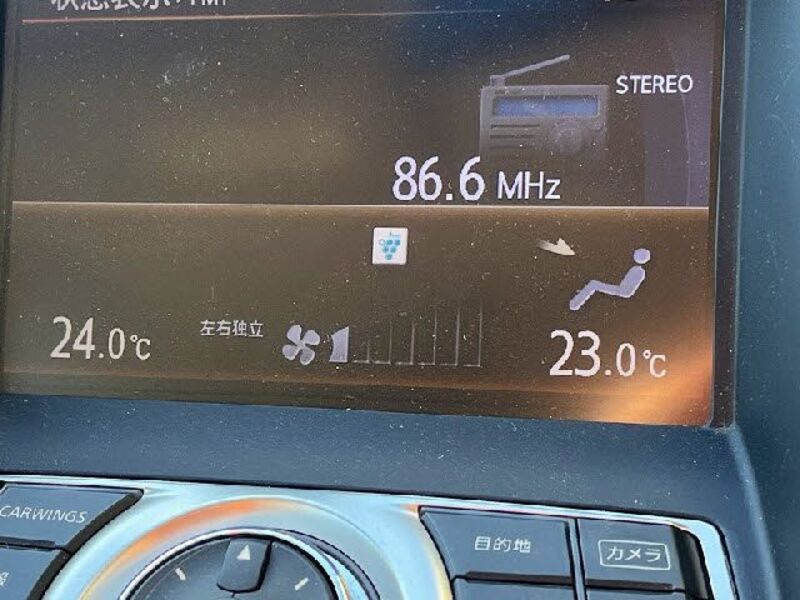 STEREO
86.6 MHz
24.0℃
左右独立
23.0℃
CARWINGS
目的地
カメラ